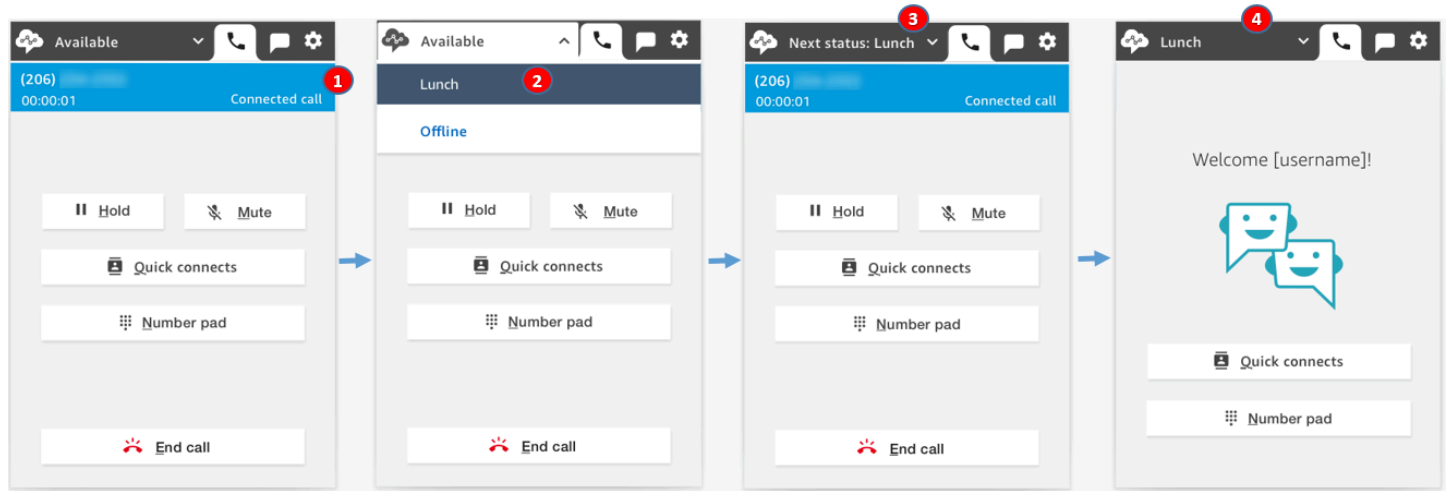 Available
1
(206)
00:00:01 Connected call
Hold Mute
Quick connects
Number pad
End call
Available
Lunch 2
Offline
Hold Mute
Quick connects
Number pad
End call
3
Next status: Lunch
(206)
00:00:01 Connected call
Hold Mute
Quick connects
Number pad
End call
4
Lunch
Welcome [username]!
Quick connects
Number pad